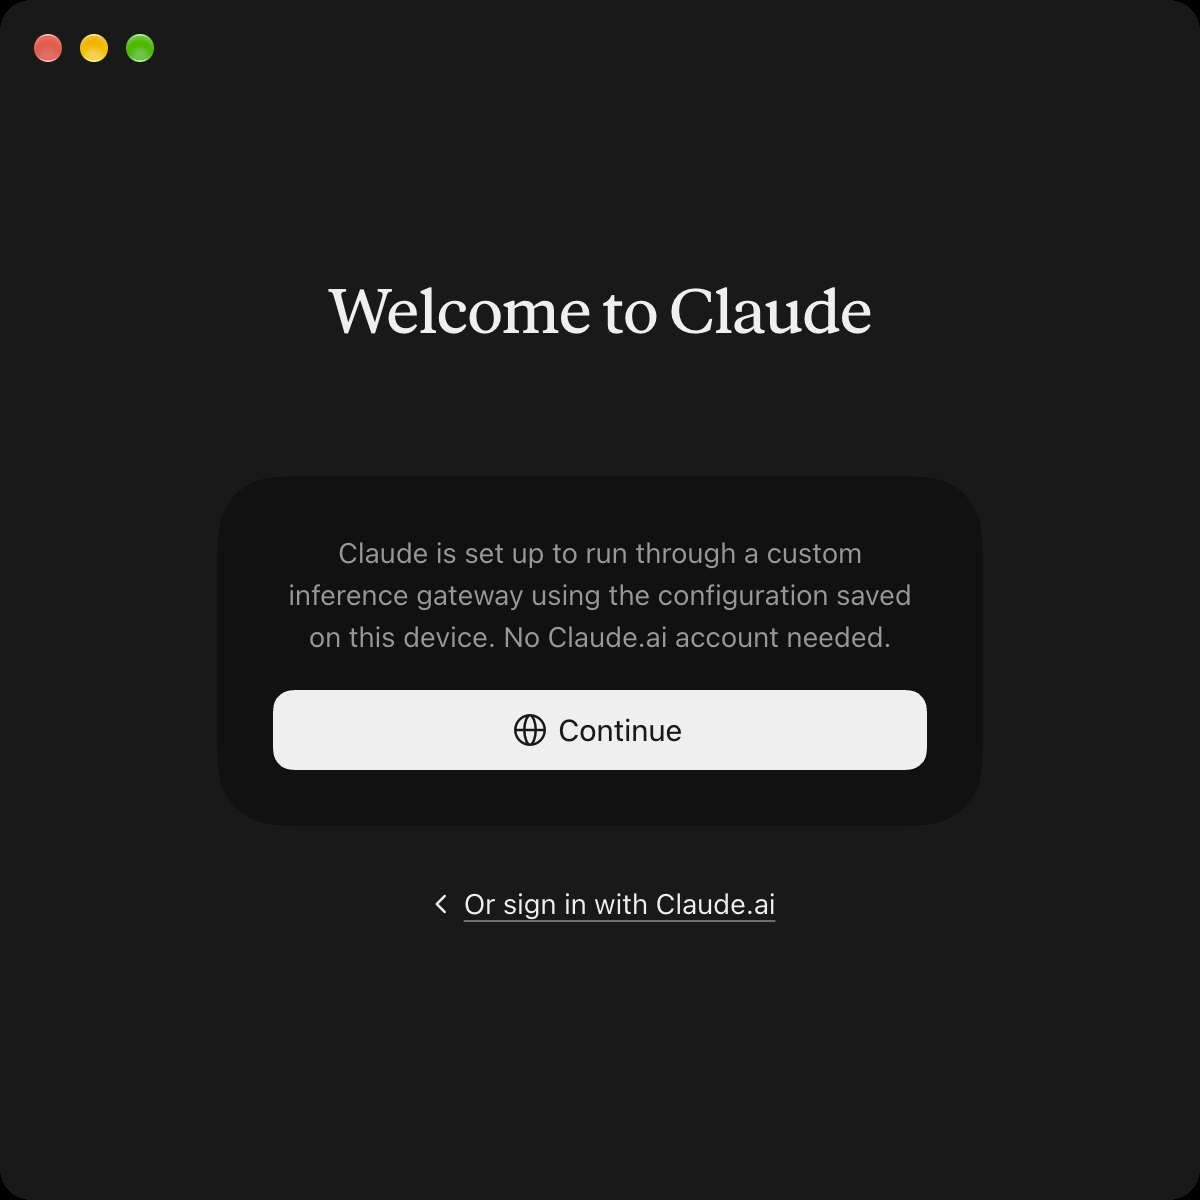 Welcome to Claude
Claude is set up to run through a custom
inference gateway using the configuration saved
on this device. No Claude.ai account needed.
Continue
Or sign in with Claude.ai